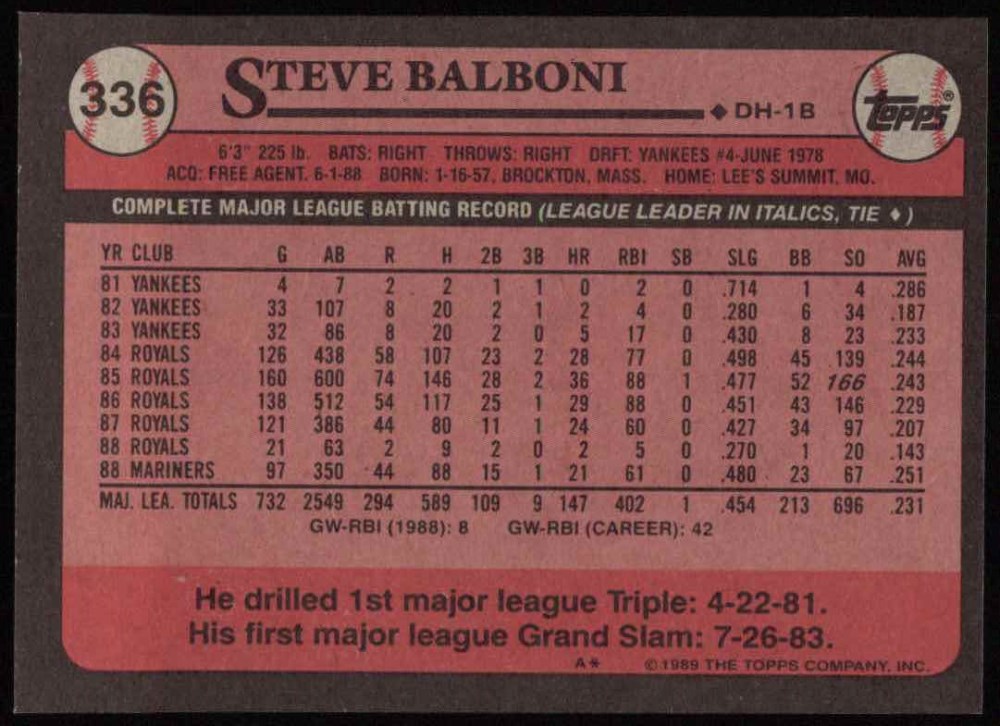 336 STEVE BALBONI Topps®
♦ DH-1B
6'3" 225 lb. BATS: RIGHT THROWS: RIGHT DRFT: YANKEES #4-JUNE 1978
ACQ: FREE AGENT, 6-1-88 BORN: 1-16-57, BROCKTON, MASS. HOME: LEE'S SUMMIT, MO.
COMPLETE MAJOR LEAGUE BATTING RECORD (LEAGUE LEADER IN ITALICS, TIE ♦)
YR CLUB G AB R H 2B 3B HR RBI SB SLG BB SO AVG
81 YANKEES 4 7 2 2 1 1 0 2 0 .714 1 4 .286
82 YANKEES 33 107 8 20 2 1 2 4 0 .280 6 34 .187
83 YANKEES 32 86 8 20 2 0 5 17 0 .430 8 23 .233
84 ROYALS 126 438 58 107 23 2 28 77 0 .498 45 139 .244
85 ROYALS 160 600 74 146 28 2 36 88 1 .477 52 166 .243
86 ROYALS 138 512 54 117 25 1 29 88 0 .451 43 146 .229
87 ROYALS 121 386 44 80 11 1 24 60 0 .427 34 97 .207
88 ROYALS 21 63 2 9 2 0 2 5 0 .270 1 20 .143
88 MARINERS 97 350 44 88 15 1 21 61 0 .480 23 67 .251
MAJ. LEA. TOTALS 732 2549 294 589 109 9 147 402 1 .454 213 696 .231
GW-RBI (1988): 8 GW-RBI (CAREER): 42
He drilled 1st major league Triple: 4-22-81.
His first major league Grand Slam: 7-26-83.
A* © 1989 THE TOPPS COMPANY, INC.